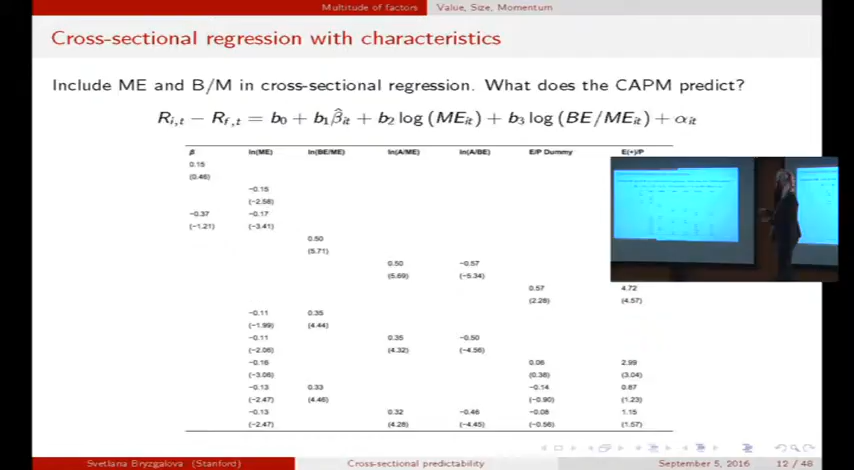 Multitude of factors Value, Size, Momentum
Cross-sectional regression with characteristics
Include ME and B/M in cross-sectional regression. What does the CAPM predict?
R_{i,t} − R_{f,t} = b_0 + b_1 β̂_{it} + b_2 log (ME_{it}) + b_3 log (BE/ME_{it}) + α_{it}
β ln(ME) ln(BE/ME) ln(A/ME) ln(A/BE) E/P Dummy E(+)/P
0.15
(0.46)
−0.15
(−2.58)
−0.37 −0.17
(−1.21) (−3.41)
0.50
(5.71)
0.50 −0.57
(5.69) (−5.34)
0.57 4.72
(2.28) (4.57)
−0.11 0.35
(−1.99) (4.44)
−0.11 0.35 −0.50
(−2.06) (4.32) (−4.56)
−0.16 0.06 2.99
(−3.06) (0.38) (3.04)
−0.13 0.33 −0.14 0.87
(−2.47) (4.46) (−0.90) (1.23)
−0.13 0.32 −0.46 −0.08 1.15
(−2.47) (4.28) (−4.45) (−0.56) (1.57)
Svetlana Bryzgalova (Stanford) Cross-sectional predictability September 5, 2016 12 / 48